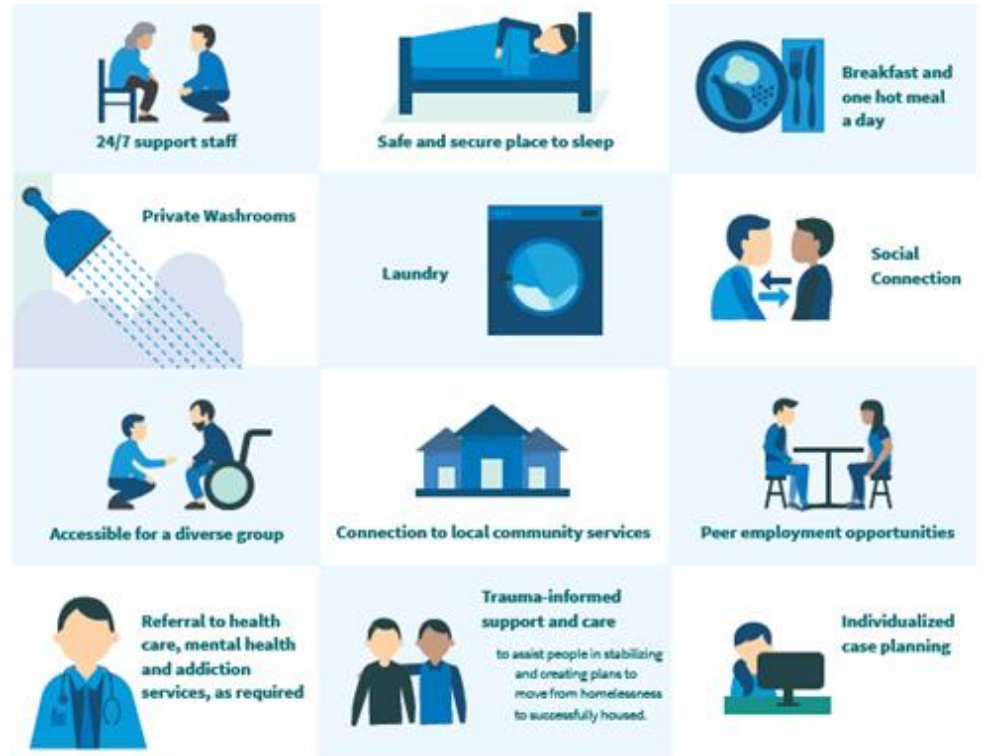 24/7 support staff
Safe and secure place to sleep
Breakfast and
one hot meal
a day
Private Washrooms
Laundry
Social
Connection
Accessible for a diverse group
Connection to local community services
Peer employment opportunities
Referral to health
care, mental health
and addiction
services, as required
Trauma-informed
support and care
to assist people in stabilizing
and creating plans to
move from homelessness
to successfully housed.
Individualized
case planning